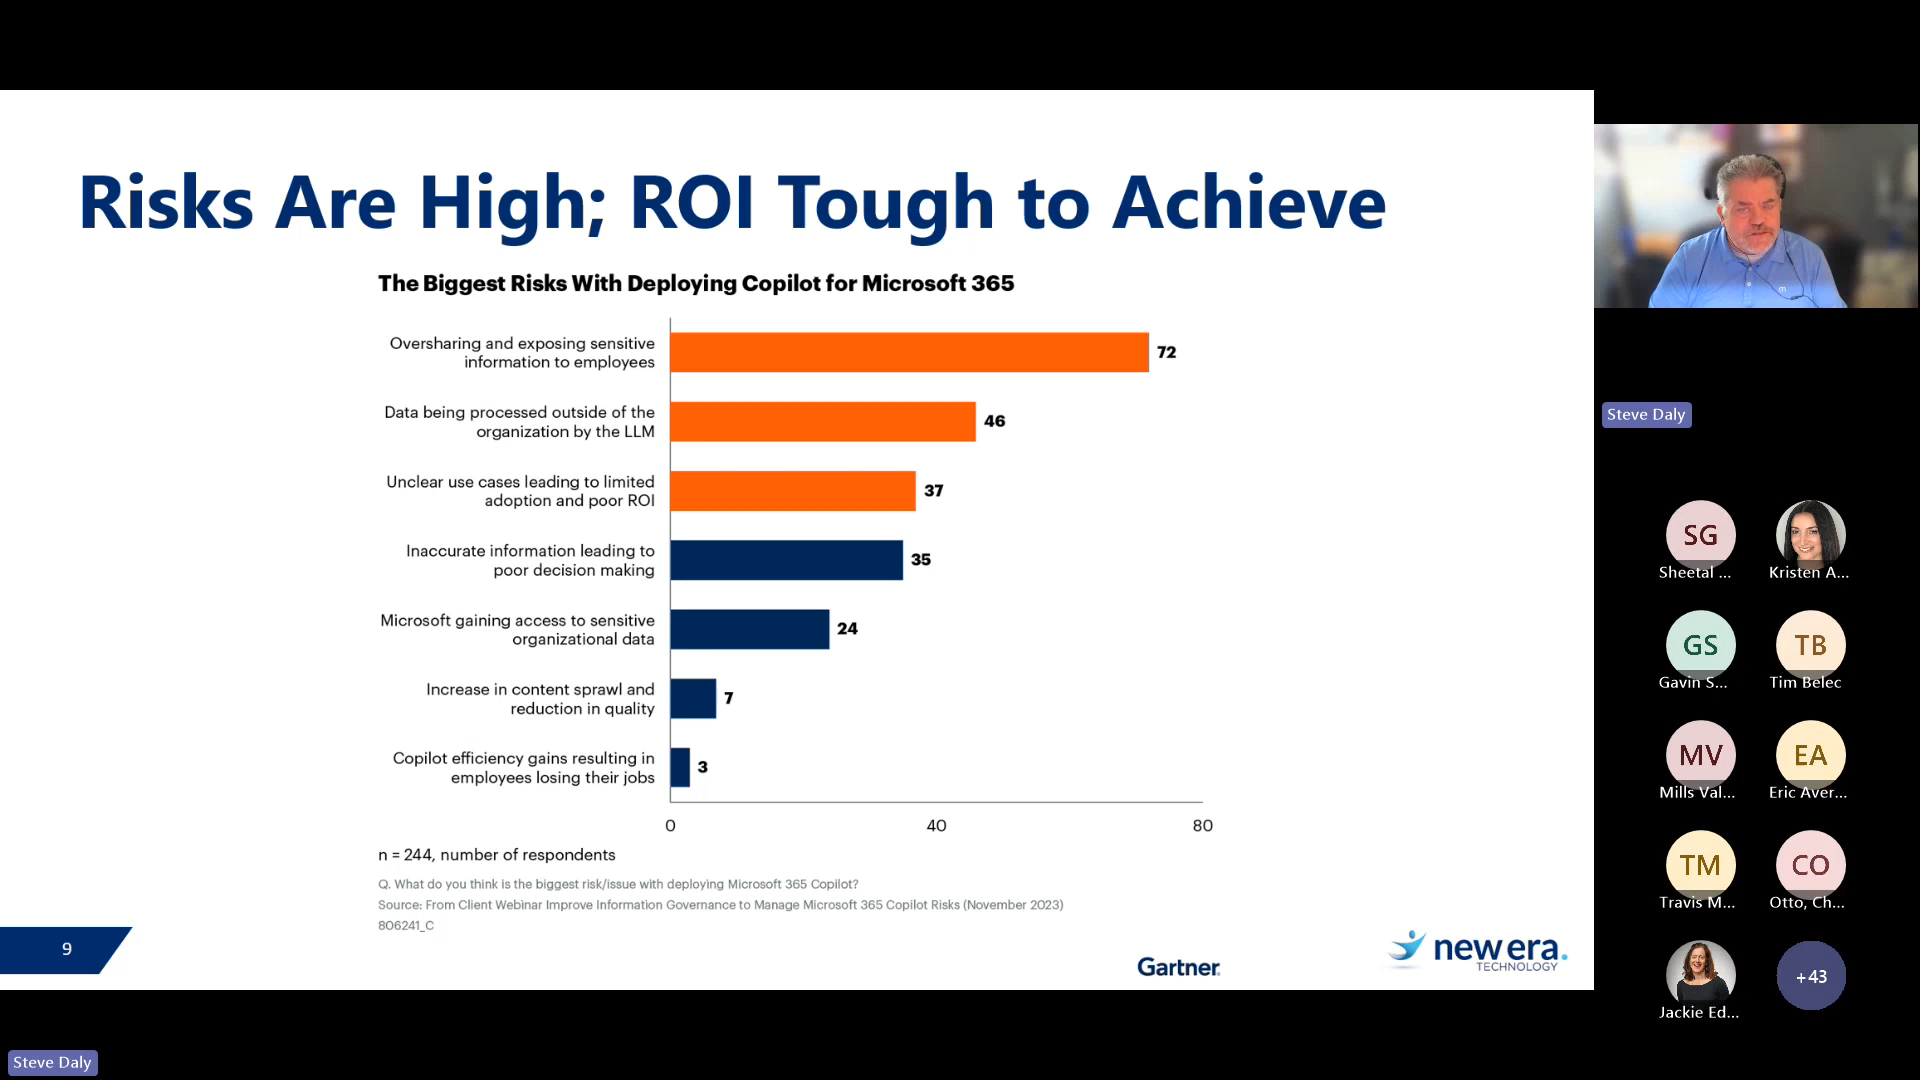 Risks Are High; ROI Tough to Achieve
The Biggest Risks With Deploying Copilot for Microsoft 365
Oversharing and exposing sensitive
information to employees
72
Data being processed outside of the
organization by the LLM
46
Unclear use cases leading to limited
adoption and poor ROI
37
Inaccurate information leading to
poor decision making
35
Microsoft gaining access to sensitive
organizational data
24
Increase in content sprawl and
reduction in quality
7
Copilot efficiency gains resulting in
employees losing their jobs
3
0 40 80
n = 244, number of respondents
Q. What do you think is the biggest risk/issue with deploying Microsoft 365 Copilot?
Source: From Client Webinar Improve Information Governance to Manage Microsoft 365 Copilot Risks (November 2023)
806241_C
9
Gartner
new era.
TECHNOLOGY
Steve Daly
SG
Sheetal ...
Kristen A...
GS
Gavin S...
TB
Tim Belec
MV
Mills Val...
EA
Eric Aver...
TM
Travis M...
CO
Otto, Ch...
Jackie Ed...
+43
Steve Daly